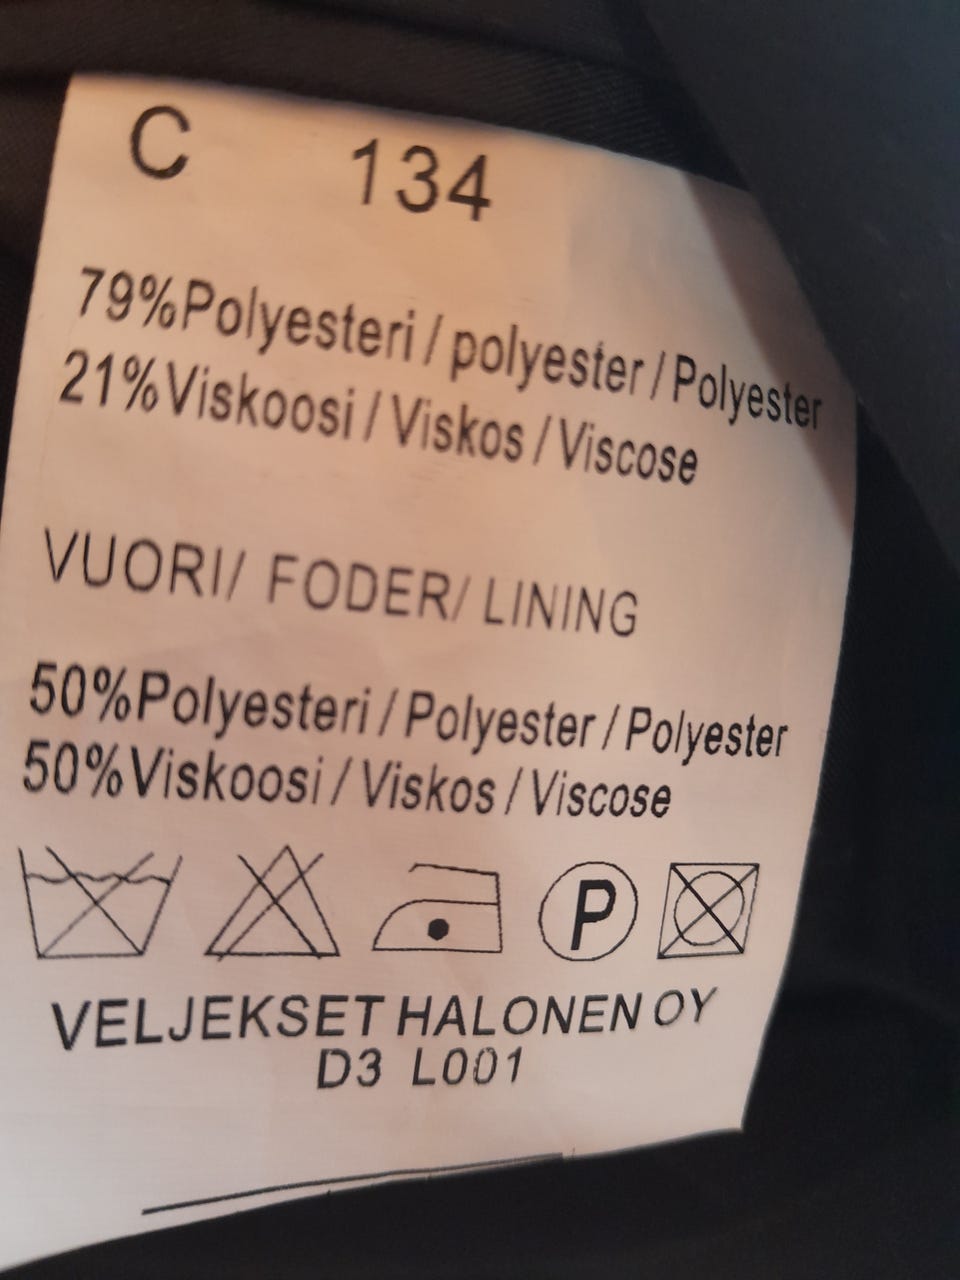 C 134
79%Polyesteri / polyester / Polyester
21%Viskoosi / Viskos / Viscose
VUORI/ FODER/ LINING
50%Polyesteri / Polyester / Polyester
50%Viskoosi / Viskos / Viscose
P
VELJEKSET HALONEN OY
D3 L001